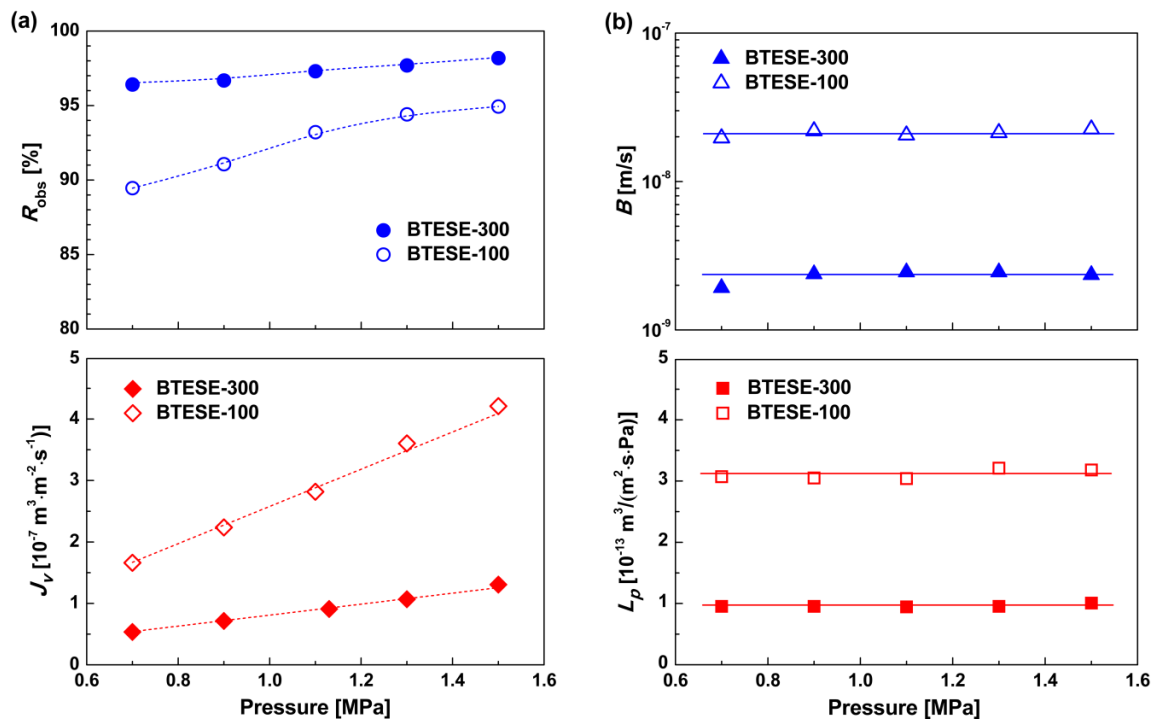 (a)
100
95
90
85
80
R_obs [%]
BTESE-300
BTESE-100
5
4
3
2
1
0
J_v [10^-7 m^3·m^-2·s^-1)]
BTESE-300
BTESE-100
0.6 0.8 1.0 1.2 1.4 1.6
Pressure [MPa]
(b)
10^-7
10^-8
10^-9
B [m/s]
BTESE-300
BTESE-100
5
4
3
2
1
0
L_p [10^-13 m^3/(m^2·s·Pa)]
BTESE-300
BTESE-100
0.6 0.8 1.0 1.2 1.4 1.6
Pressure [MPa]